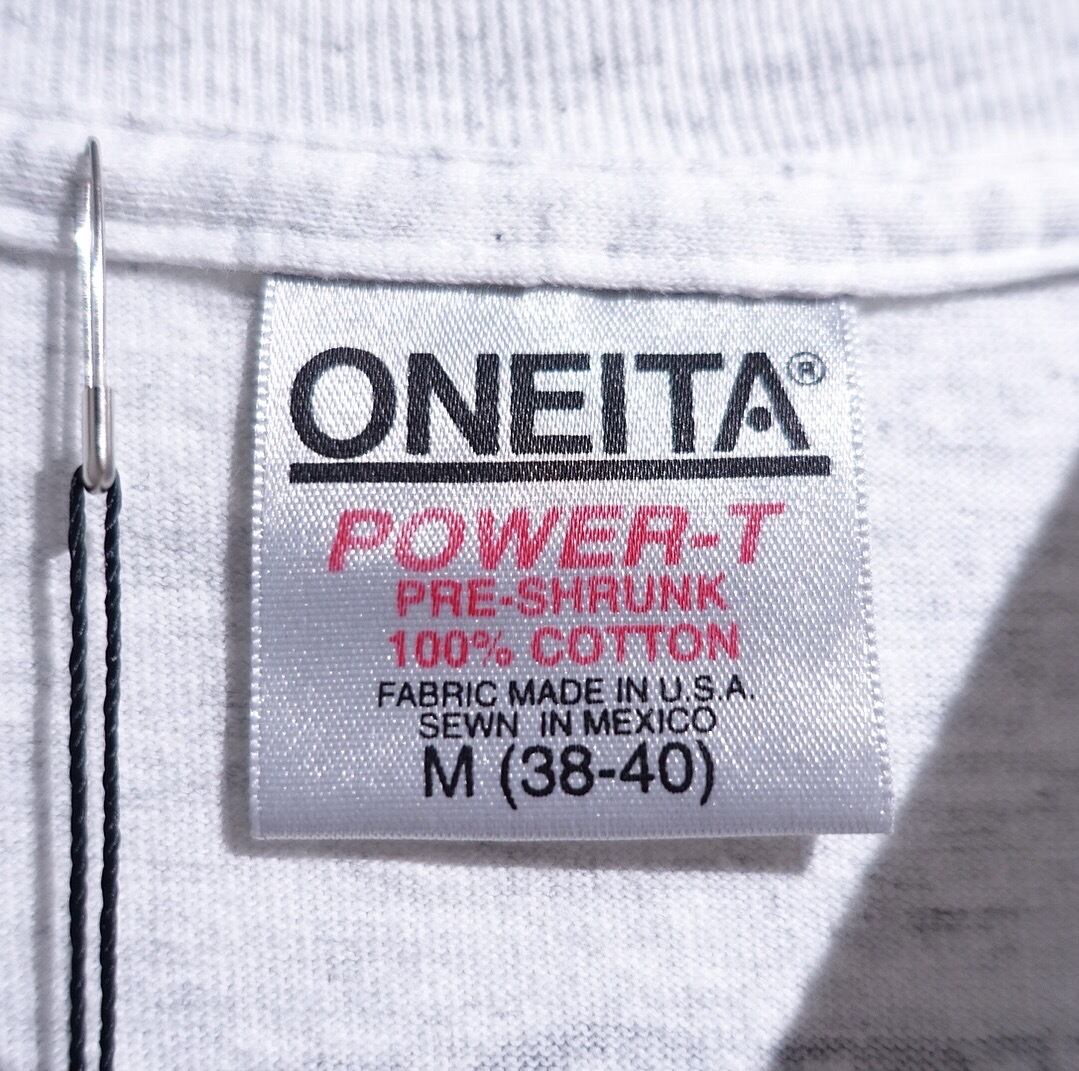 ONEITA®
POWER-T
PRE-SHRUNK
100% COTTON
FABRIC MADE IN U.S.A.
SEWN IN MEXICO
M (38-40)